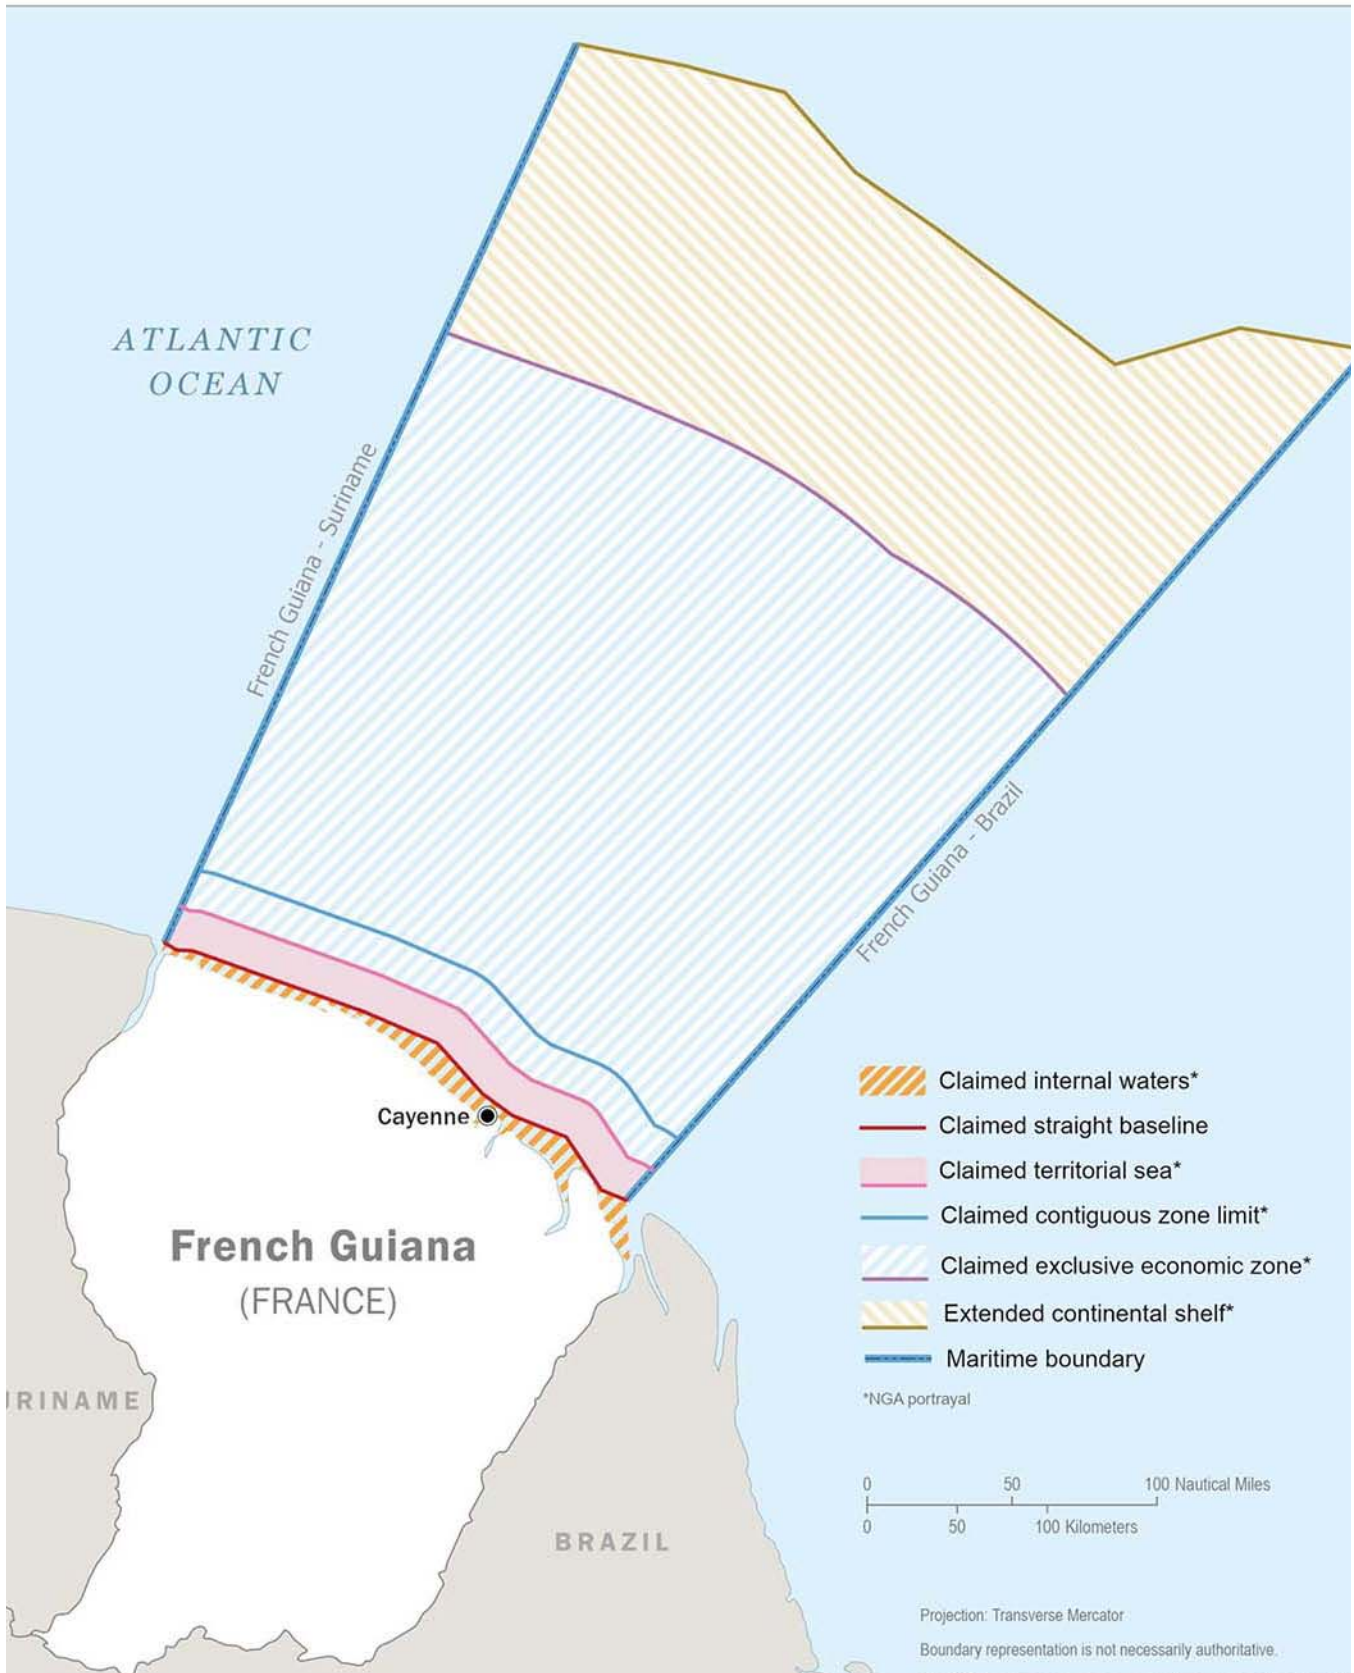 ATLANTIC
OCEAN
French Guiana - Suriname
French Guiana - Brazil
Cayenne
French Guiana
(FRANCE)
URINAME
BRAZIL
Claimed internal waters*
Claimed straight baseline
Claimed territorial sea*
Claimed contiguous zone limit*
Claimed exclusive economic zone*
Extended continental shelf*
Maritime boundary
*NGA portrayal
0 50 100 Nautical Miles
0 50 100 Kilometers
Projection: Transverse Mercator
Boundary representation is not necessarily authoritative.